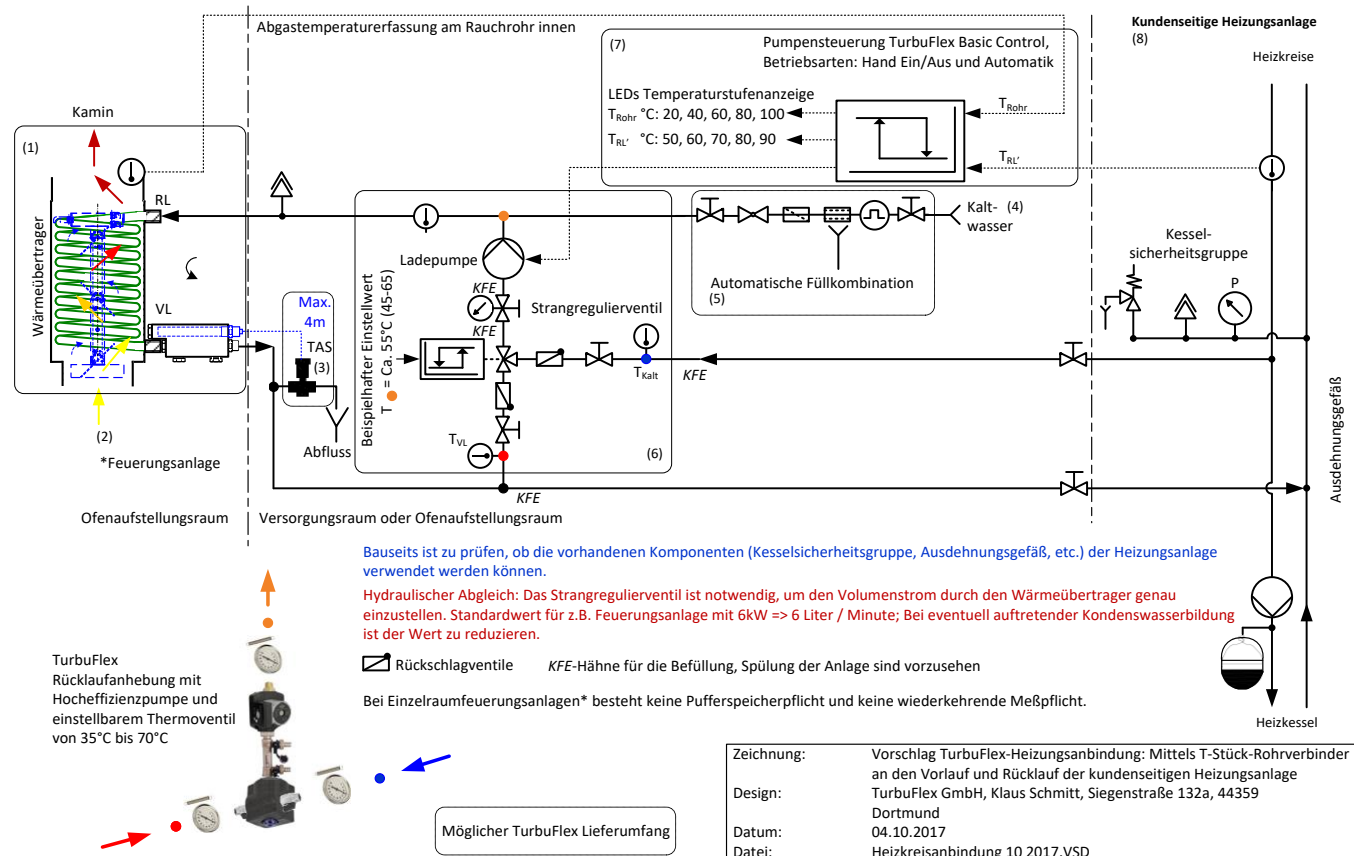 Abgastemperaturerfassung am Rauchrohr innen
Kundenseitige Heizungsanlage
(8)
Heizkreise
(7)
Pumpensteuerung TurbuFlex Basic Control,
Betriebsarten: Hand Ein/Aus und Automatik
LEDs Temperaturstufenanzeige
TRohr °C: 20, 40, 60, 80, 100
TRL' °C: 50, 60, 70, 80, 90
TRohr
TRL'
Kamin
(1)
RL
Wärmeübertrager
VL
(2)
*Feuerungsanlage
Max.
4m
TAS
(3)
Abfluss
Ladepumpe
KFE
KFE
Strangregulierventil
Beispielhafter Einstellwert
T = Ca. 55°C (45-65)
TKalt
KFE
TVL
(6)
KFE
Kalt- (4)
wasser
Automatische Füllkombination
(5)
Kessel-
sicherheitsgruppe
P
Ausdehnungsgefäß
Ofenaufstellungsraum
Versorgungsraum oder Ofenaufstellungsraum
Bauseits ist zu prüfen, ob die vorhandenen Komponenten (Kesselsicherheitsgruppe, Ausdehnungsgefäß, etc.) der Heizungsanlage
verwendet werden können.
Hydraulischer Abgleich: Das Strangregulierventil ist notwendig, um den Volumenstrom durch den Wärmeübertrager genau
einzustellen. Standardwert für z.B. Feuerungsanlage mit 6kW => 6 Liter / Minute; Bei eventuell auftretender Kondenswasserbildung
ist der Wert zu reduzieren.
Rückschlagventile
KFE-Hähne für die Befüllung, Spülung der Anlage sind vorzusehen
Bei Einzelraumfeuerungsanlagen* besteht keine Pufferspeicherpflicht und keine wiederkehrende Meßpflicht.
Heizkessel
TurbuFlex
Rücklaufanhebung mit
Hocheffizienzpumpe und
einstellbarem Thermoventil
von 35°C bis 70°C
Möglicher TurbuFlex Lieferumfang
Zeichnung: Vorschlag TurbuFlex-Heizungsanbindung: Mittels T-Stück-Rohrverbinder
an den Vorlauf und Rücklauf der kundenseitigen Heizungsanlage
Design: TurbuFlex GmbH, Klaus Schmitt, Siegenstraße 132a, 44359
Dortmund
Datum: 04.10.2017
Datei: Heizkreisanbindung 10 2017.VSD